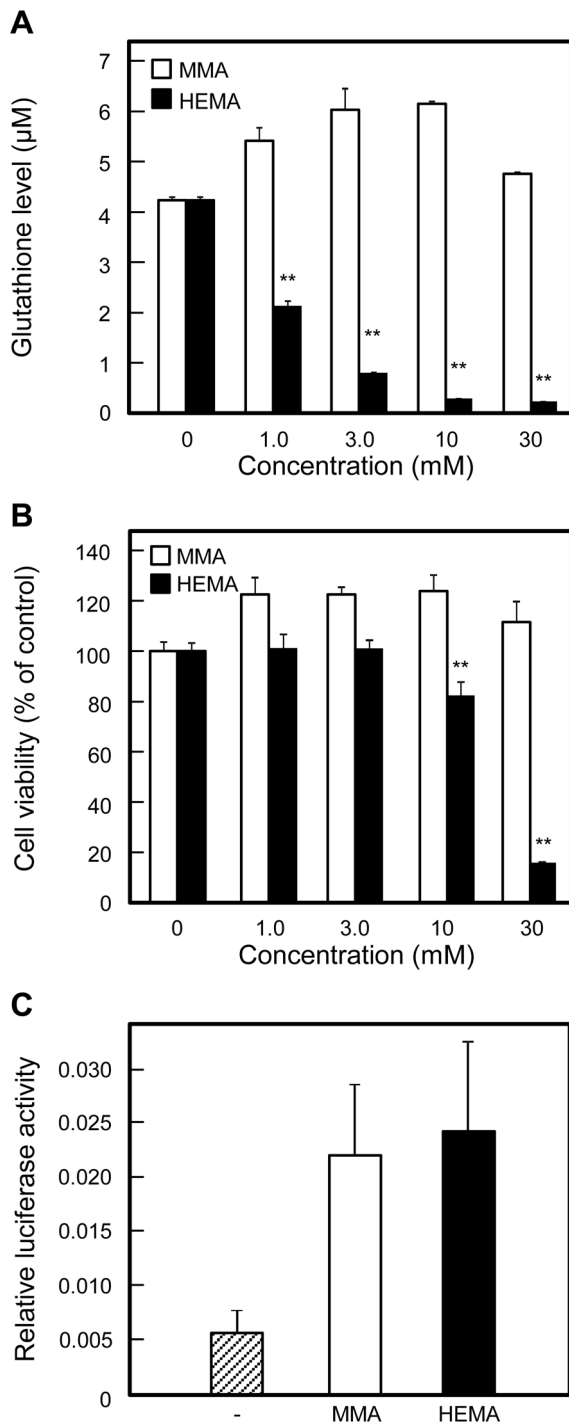 A
Glutathione level (µM)
7
6
5
4
3
2
1
0
MMA
HEMA
**
**
**
**
0 1.0 3.0 10 30
Concentration (mM)
B
Cell viability (% of control)
140
120
100
80
60
40
20
0
MMA
HEMA
**
**
0 1.0 3.0 10 30
Concentration (mM)
C
Relative luciferase activity
0.030
0.025
0.020
0.015
0.010
0.005
0
- MMA HEMA